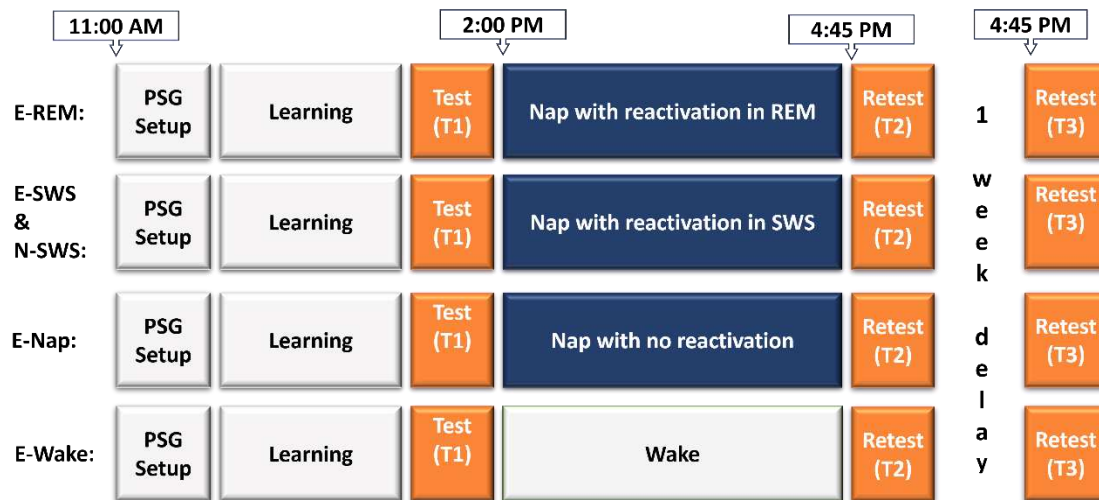 11:00 AM
2:00 PM
4:45 PM
4:45 PM
E-REM:
PSG
Setup
Learning
Test
(T1)
Nap with reactivation in REM
Retest
(T2)
Retest
(T3)
E-SWS
&
N-SWS:
PSG
Setup
Learning
Test
(T1)
Nap with reactivation in SWS
Retest
(T2)
Retest
(T3)
E-Nap:
PSG
Setup
Learning
Test
(T1)
Nap with no reactivation
Retest
(T2)
Retest
(T3)
E-Wake:
PSG
Setup
Learning
Test
(T1)
Wake
Retest
(T2)
Retest
(T3)
1
w
e
e
k
d
e
l
a
y